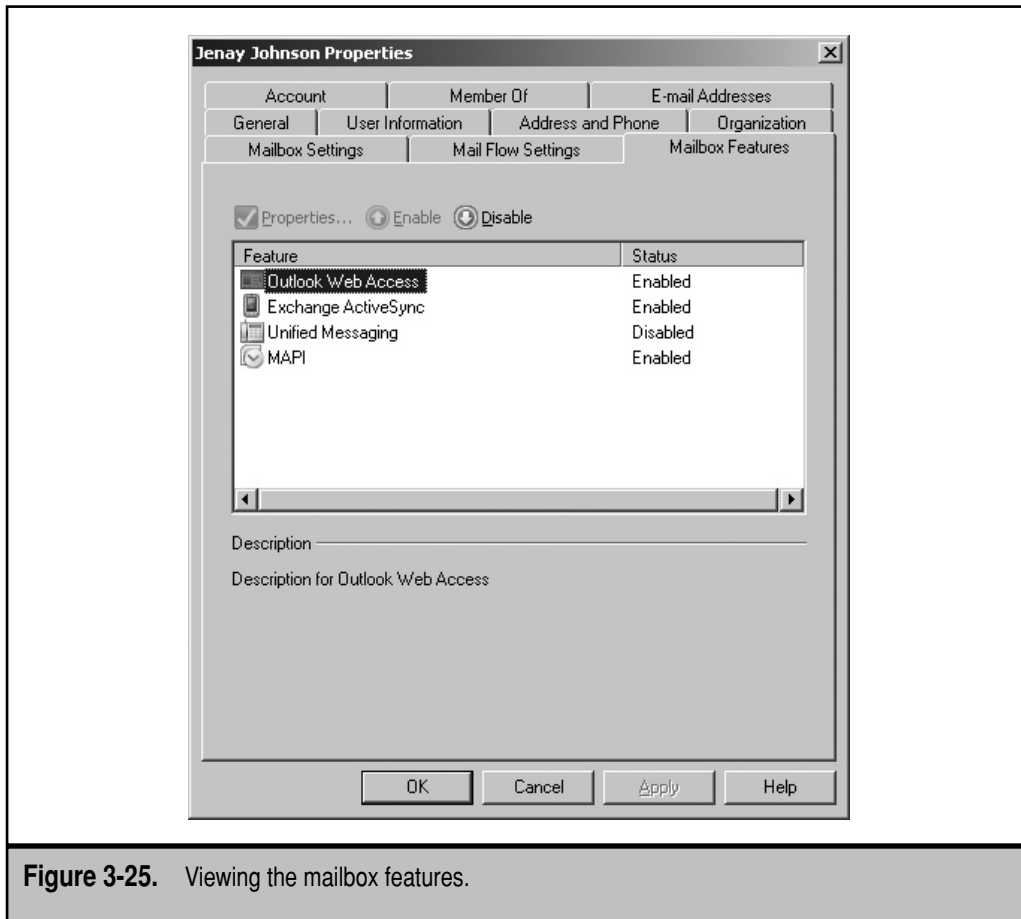 Jenay Johnson Properties
Account Member Of E-mail Addresses
General User Information Address and Phone Organization
Mailbox Settings Mail Flow Settings Mailbox Features
Properties... Enable Disable
Feature Status
Outlook Web Access Enabled
Exchange ActiveSync Enabled
Unified Messaging Disabled
MAPI Enabled
Description
Description for Outlook Web Access
OK Cancel Apply Help
Figure 3-25. Viewing the mailbox features.